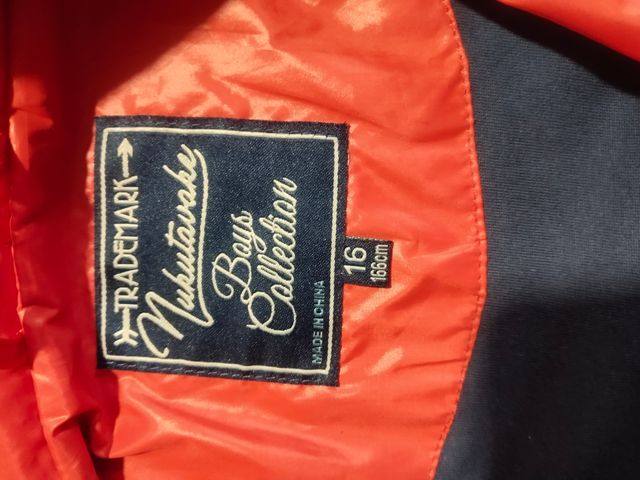 TRADEMARK
Nukutavake
Boys
Collection
MADE IN CHINA
16
166cm